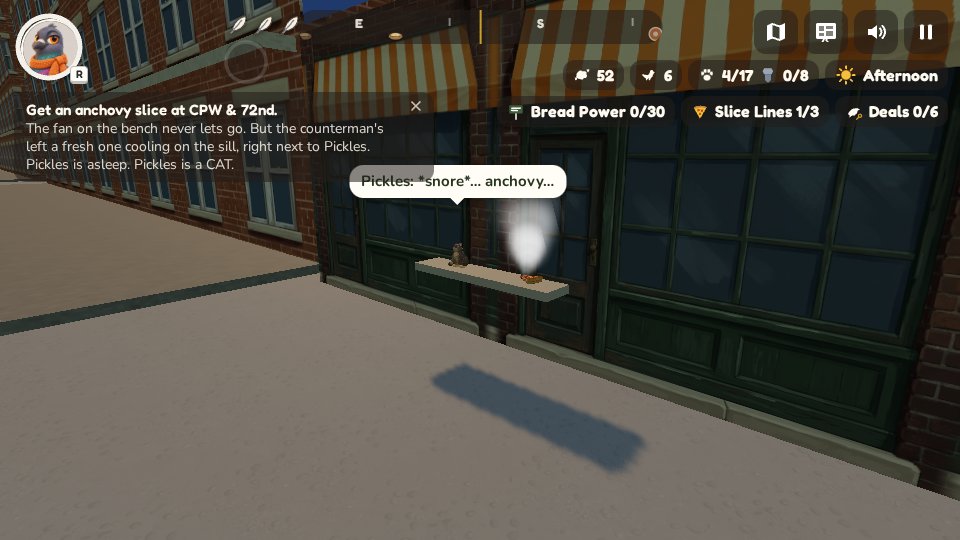 E
S
R
52
6
4/17
0/8
Afternoon
Get an anchovy slice at CPW & 72nd.
The fan on the bench never lets go. But the counterman's
left a fresh one cooling on the sill, right next to Pickles.
Pickles is asleep. Pickles is a CAT.
Bread Power 0/30
Slice Lines 1/3
Deals 0/6
Pickles: *snore*... anchovy...